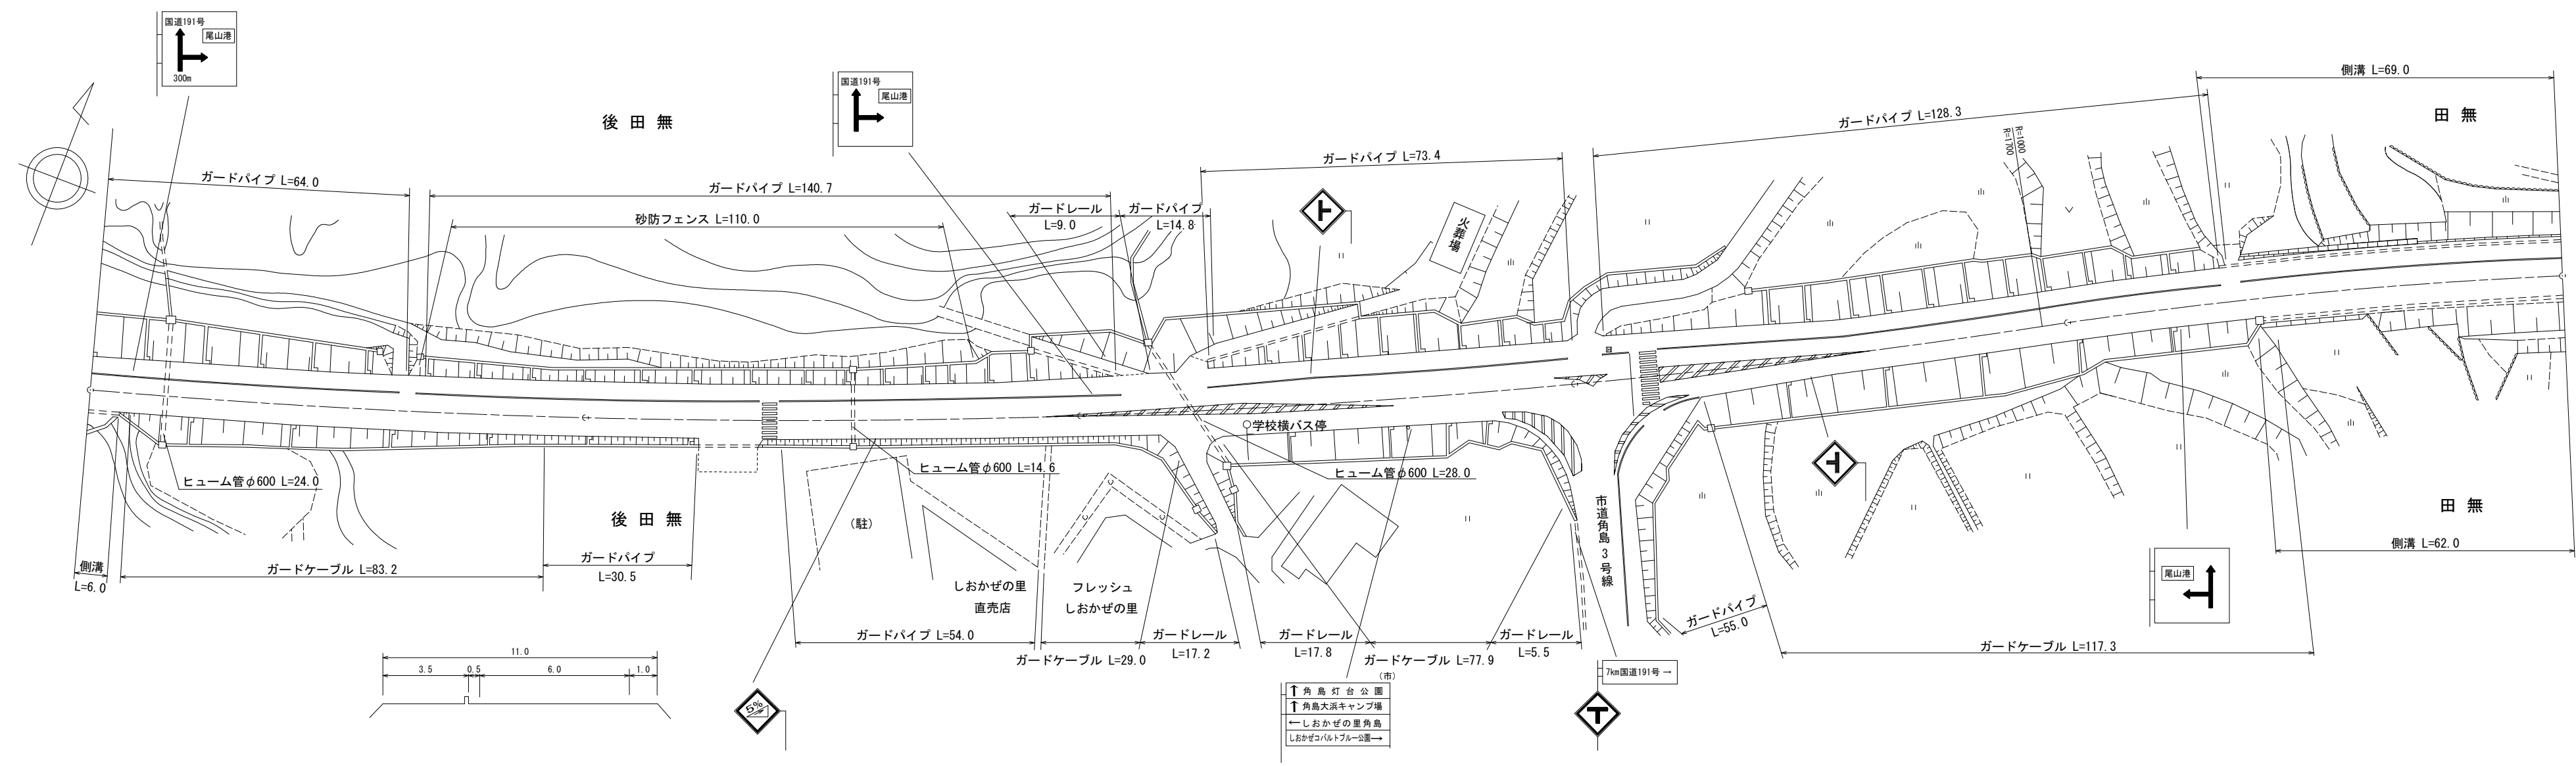 国道191号
尾山港
300m
国道191号
尾山港
後田無
側溝 L=69.0
田無
ガードパイプ L=128.3
R=1000
R=1700
ガードパイプ L=73.4
ガードパイプ L=64.0
ガードパイプ L=140.7
砂防フェンス L=110.0
ガードレール
L=9.0
ガードパイプ
L=14.8
火葬場
学校横バス停
ヒューム管φ600 L=24.0
ヒューム管φ600 L=14.6
ヒューム管φ600 L=28.0
後田無
(駐)
市道角島3号線
田無
側溝 L=62.0
側溝
L=6.0
ガードケーブル L=83.2
ガードパイプ
L=30.5
しおかぜの里
直売店
フレッシュ
しおかぜの里
尾山港
ガードパイプ
L=55.0
ガードパイプ L=54.0
ガードケーブル L=29.0
ガードレール
L=17.2
ガードレール
L=17.8
ガードケーブル L=77.9
ガードレール
L=5.5
ガードケーブル L=117.3
11.0
3.5 0.5 6.0 1.0
5%
(市)
↑角島灯台公園
↑角島大浜キャンプ場
←しおかぜの里角島
しおかぜコバルトブルー公園→
7km国道191号→